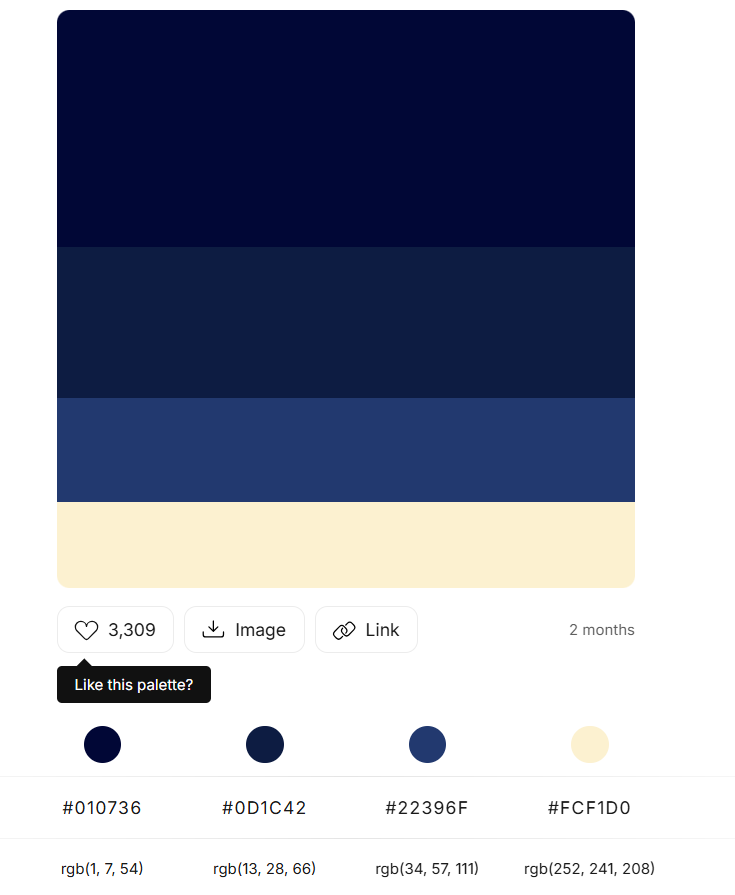 3,309 Image Link 2 months
Like this palette?
#010736 #0D1C42 #22396F #FCF1D0
rgb(1, 7, 54) rgb(13, 28, 66) rgb(34, 57, 111) rgb(252, 241, 208)